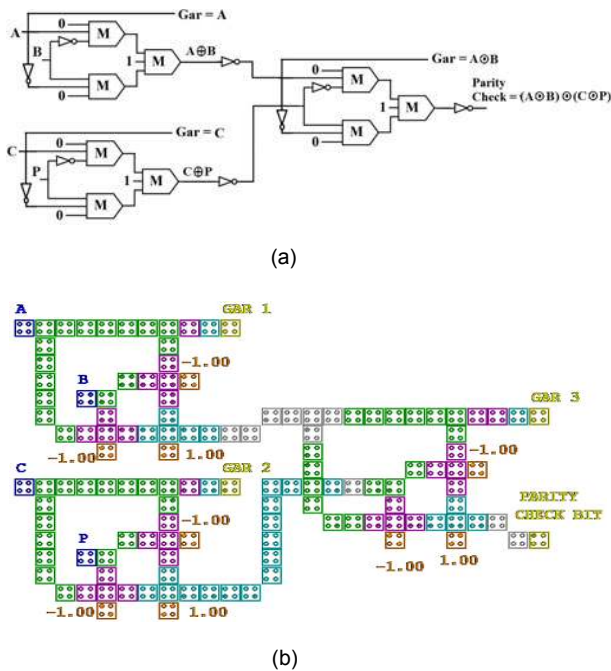 Gar = A
A
0
M
B
1
M
A⊕B
M
0
Gar = A⊙B
0
M
1
M
Parity
Check = (A⊙B) ⊙ (C⊕P)
M
0
Gar = C
C
0
M
P
1
M
C⊕P
M
0
(a)
A
GAR 1
-1.00
B
GAR 3
-1.00
1.00
-1.00
C
GAR 2
-1.00
PARITY
CHECK BIT
P
-1.00
1.00
-1.00
1.00
(b)